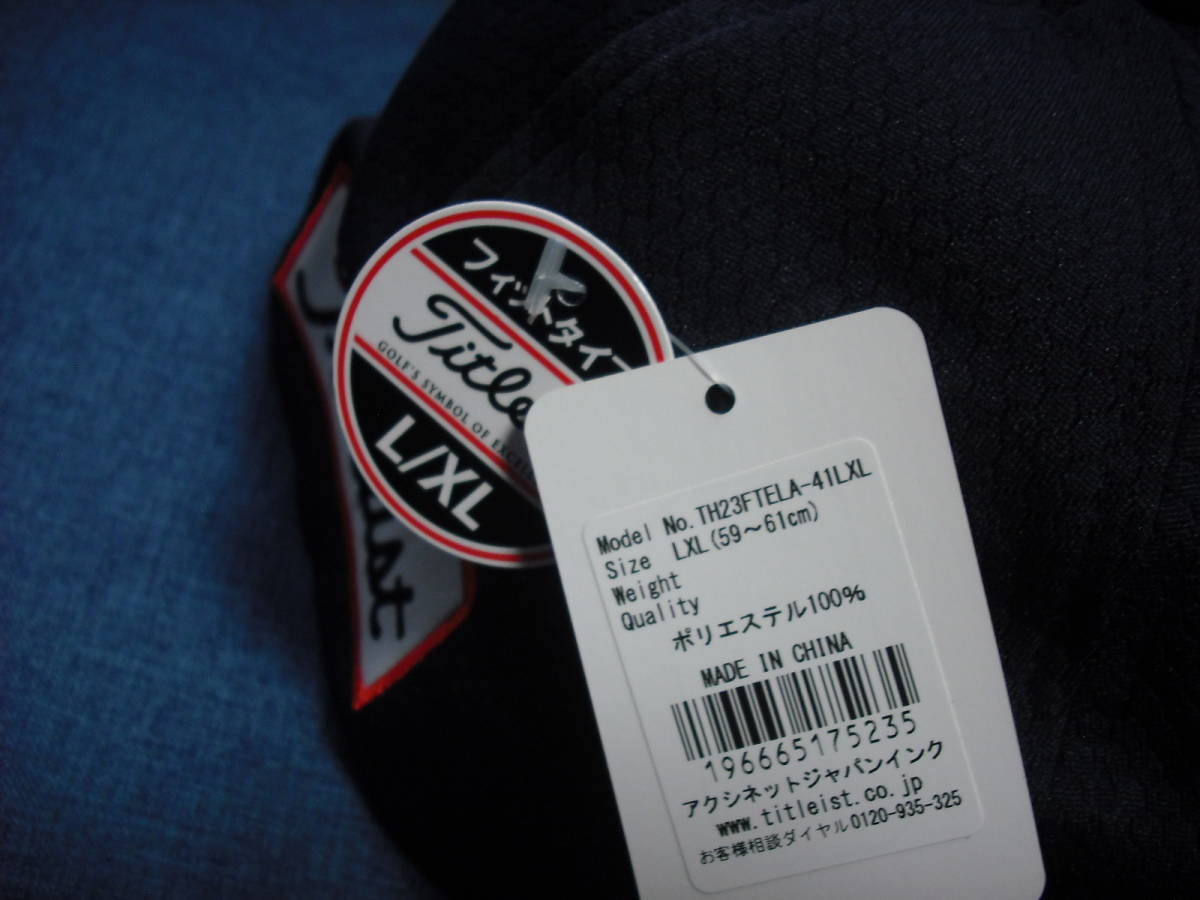 フィットタイプ
Titleist
GOLF'S SYMBOL OF
L/XL
Model No.TH23FTELA-41LXL
Size LXL(59～61cm)
Weight
Quality
ポリエステル100%
MADE IN CHINA
196665175235
アクシネットジャパンインク
www.titleist.co.jp
お客様相談ダイヤル0120-935-325